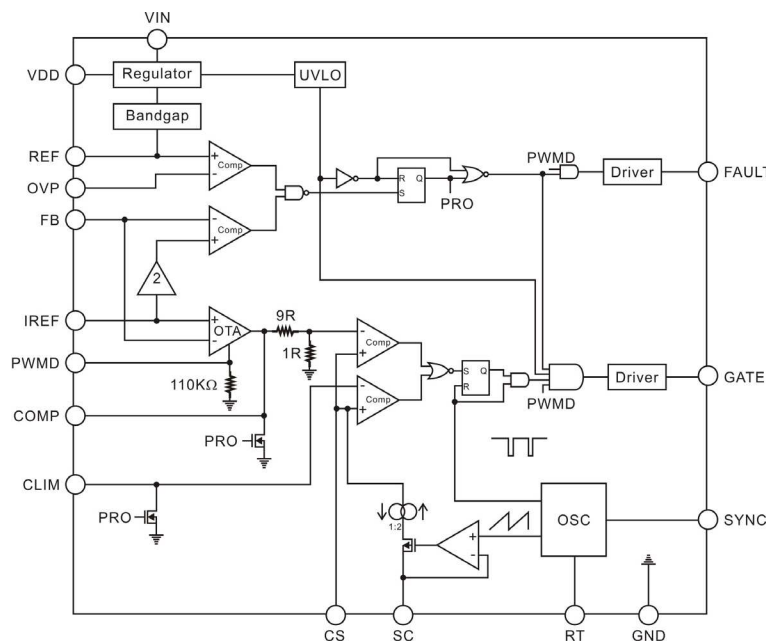 VIN
VDD
Regulator
UVLO
Bandgap
REF
+
Comp
-
OVP
R Q
S
PRO
PWMD
Driver
FAULT
FB
-
Comp
+
2
IREF
+
OTA
-
9R
1R
-
Comp
+
PWMD
110KΩ
-
Comp
+
S Q
R
PWMD
Driver
GATE
COMP
PRO
CLIM
PRO
1:2
+
-
OSC
SYNC
CS
SC
RT
GND